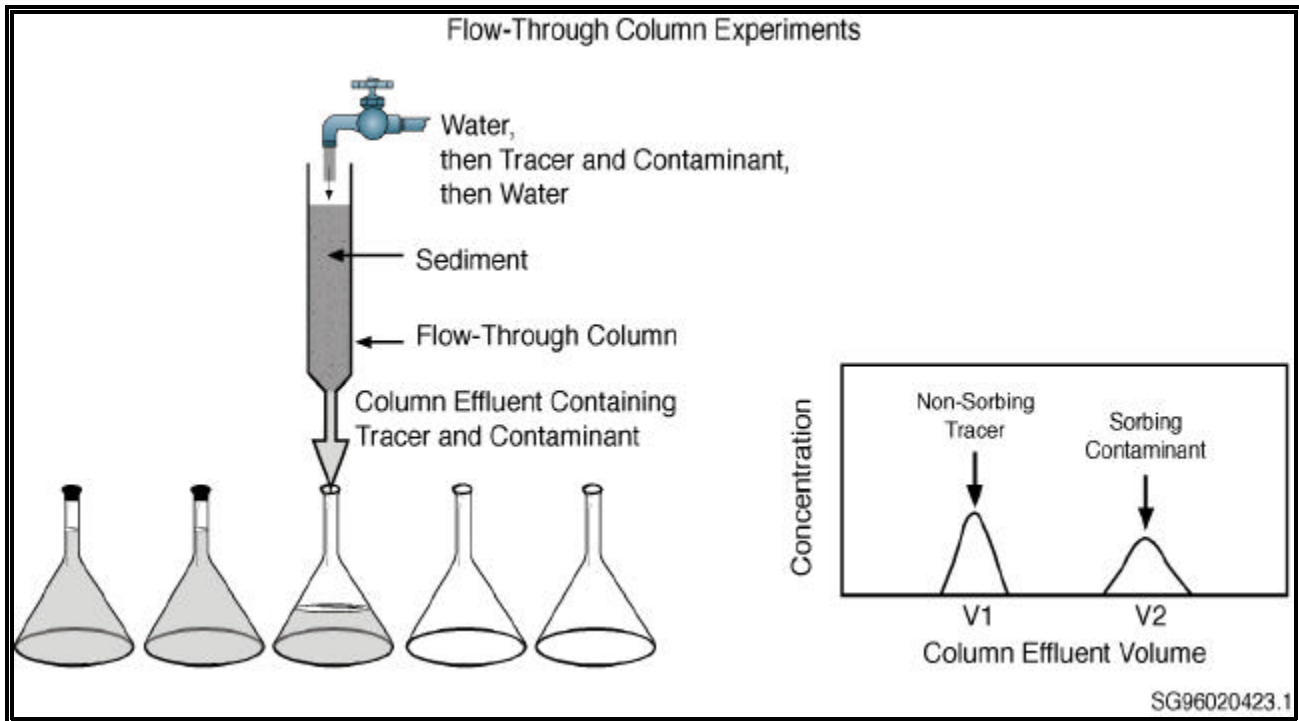 Flow-Through Column Experiments
Water,
then Tracer and Contaminant,
then Water
Sediment
Flow-Through Column
Column Effluent Containing
Tracer and Contaminant
Concentration
Non-Sorbing
Tracer
Sorbing
Contaminant
V1
V2
Column Effluent Volume
SG96020423.1